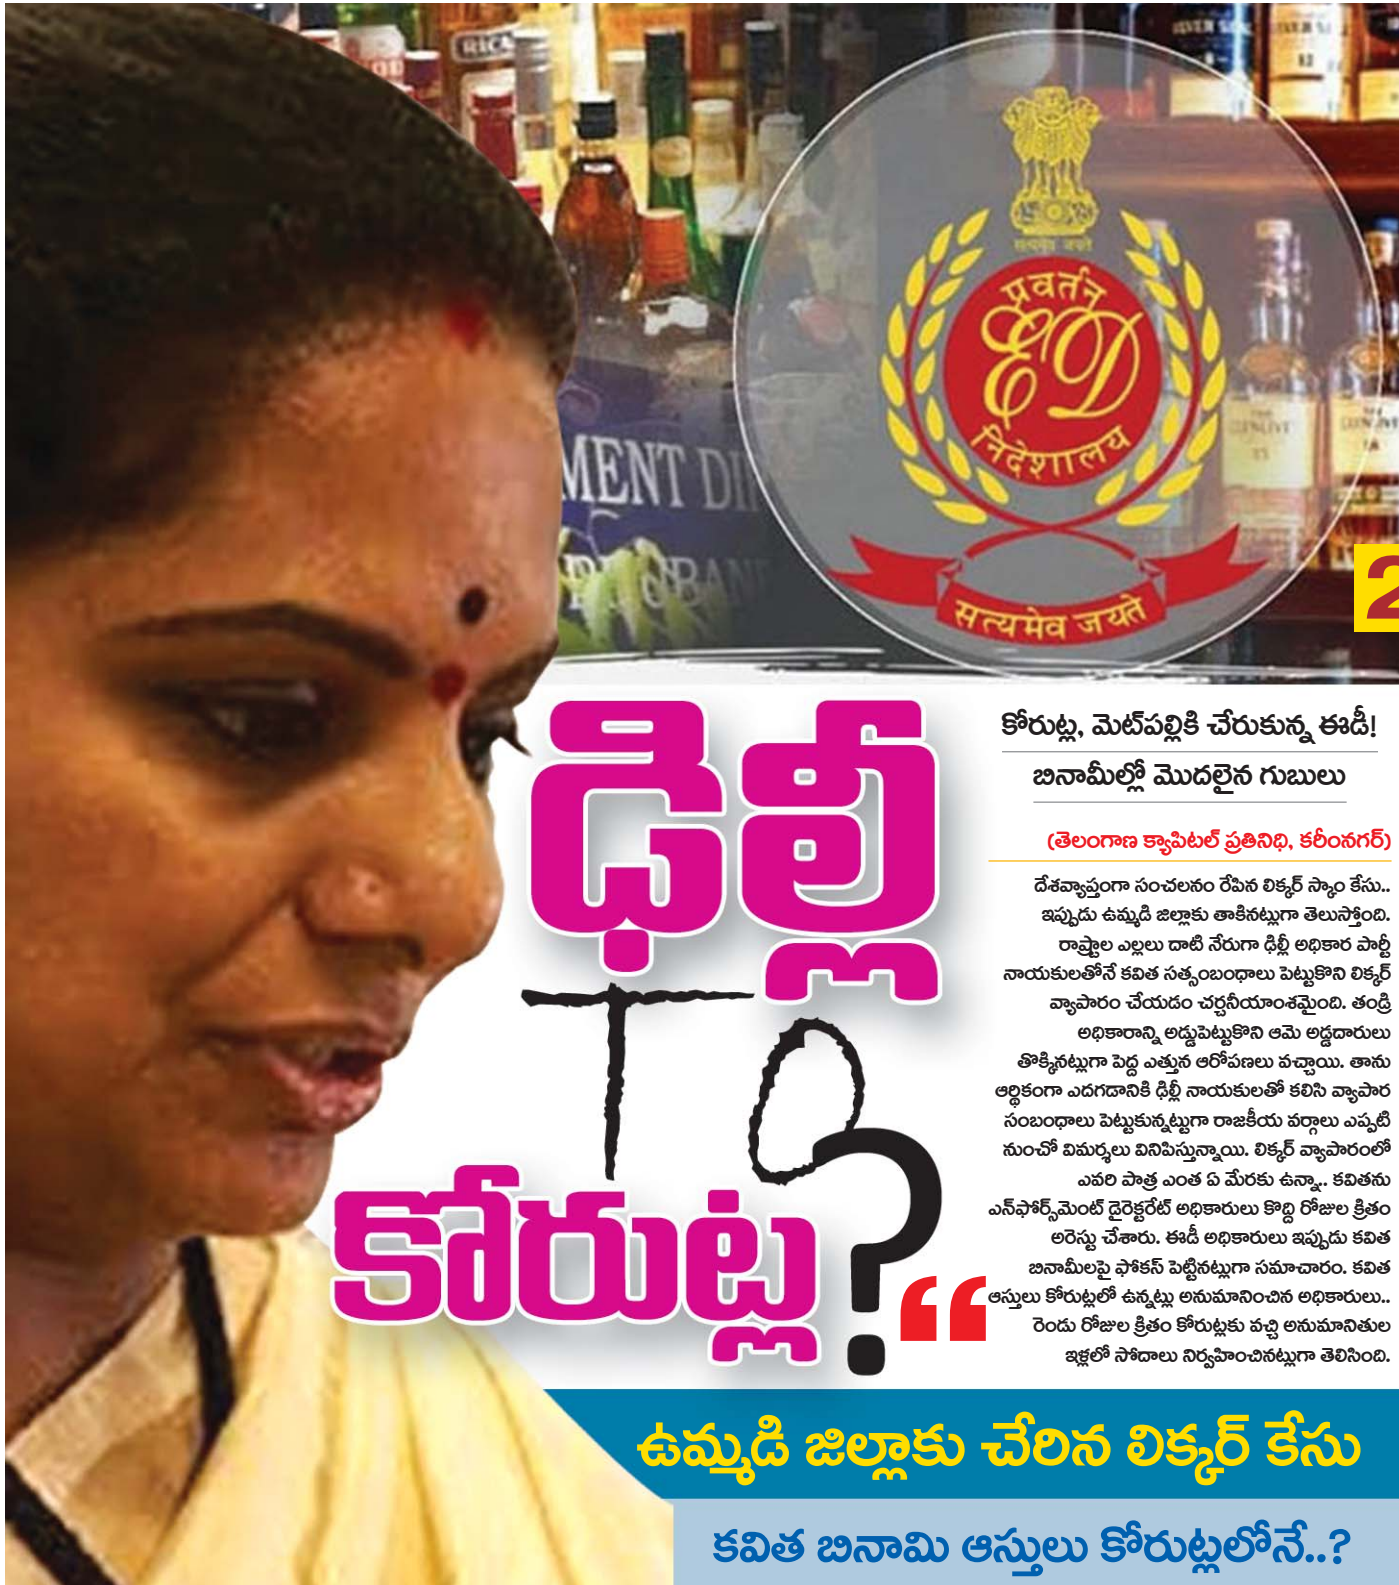 RICA
प्रवर्तन
ED
निदेशालय
सत्यमेव जयते
MENT DI
2
ఢిల్లీ
To
కోరుట్ల?
కోరుట్ల, మెట్‌పల్లికి చేరుకున్న ఈడీ!
బినామీల్లో మొదలైన గుబులు
(తెలంగాణ క్యాపిటల్ ప్రతినిధి, కరీంనగర్)
దేశవ్యాప్తంగా సంచలనం రేపిన లిక్కర్ స్కాం కేసు..
ఇప్పుడు ఉమ్మడి జిల్లాకు తాకినట్లుగా తెలుస్తోంది.
రాష్ట్రాల ఎల్లలు దాటి నేరుగా ఢిల్లీ అధికార పార్టీ
నాయకులతోనే కవిత సత్సంబంధాలు పెట్టుకొని లిక్కర్
వ్యాపారం చేయడం చర్చనీయాంశమైంది. తండ్రి
అధికారాన్ని అడ్డుపెట్టుకొని ఆమె అడ్డదారులు
తొక్కినట్లుగా పెద్ద ఎత్తున ఆరోపణలు వచ్చాయి. తాను
ఆర్థికంగా ఎదగడానికి ఢిల్లీ నాయకులతో కలిసి వ్యాపార
సంబంధాలు పెట్టుకున్నట్టుగా రాజకీయ వర్గాలు ఎప్పటి
నుంచో విమర్శలు వినిపిస్తున్నాయి. లిక్కర్ వ్యాపారంలో
ఎవరి పాత్ర ఎంత ఏ మేరకు ఉన్నా.. కవితను
ఎన్‌ఫోర్స్‌మెంట్ డైరెక్టరేట్ అధికారులు కొద్ది రోజుల క్రితం
అరెస్టు చేశారు. ఈడీ అధికారులు ఇప్పుడు కవిత
బినామీలపై ఫోకస్ పెట్టినట్లుగా సమాచారం. కవిత
ఆస్తులు కోరుట్లలో ఉన్నట్లు అనుమానించిన అధికారులు..
రెండు రోజుల క్రితం కోరుట్లకు వచ్చి అనుమానితుల
ఇళ్లలో సోదాలు నిర్వహించినట్లుగా తెలిసింది.
ఉమ్మడి జిల్లాకు చేరిన లిక్కర్ కేసు
కవిత బినామి ఆస్తులు కోరుట్లలోనే..?